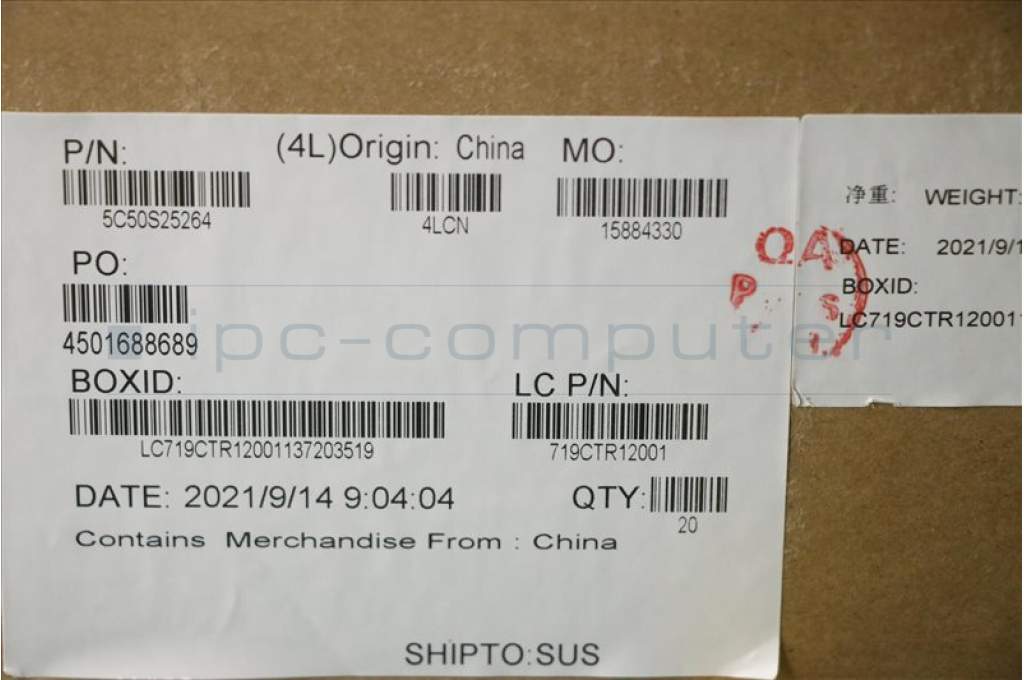 P/N: (4L)Origin: China MO:
5C50S25264 4LCN 15884330
PO:
4501688689
BOXID: LC P/N:
LC719CTR12001137203519 719CTR12001
DATE: 2021/9/14 9:04:04 QTY:
20
Contains Merchandise From : China
SHIPTO:SUS
净重: WEIGHT:
DATE: 2021/9/1
BOXID:
LC719CTR12001
QA
P S
ipc-computer